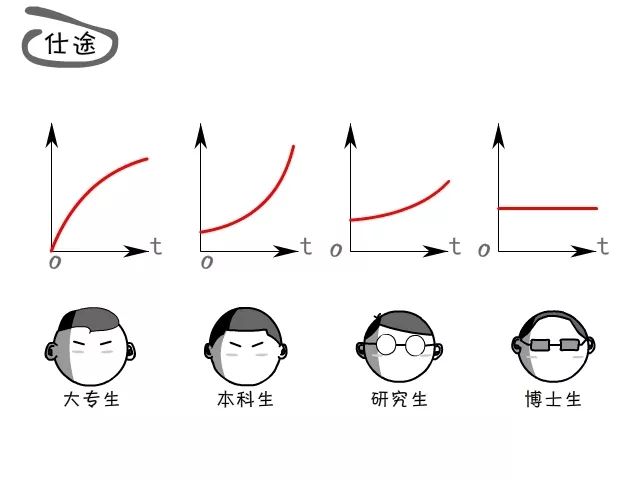 仕途
t t t t
o o o o
大专生 本科生 研究生 博士生